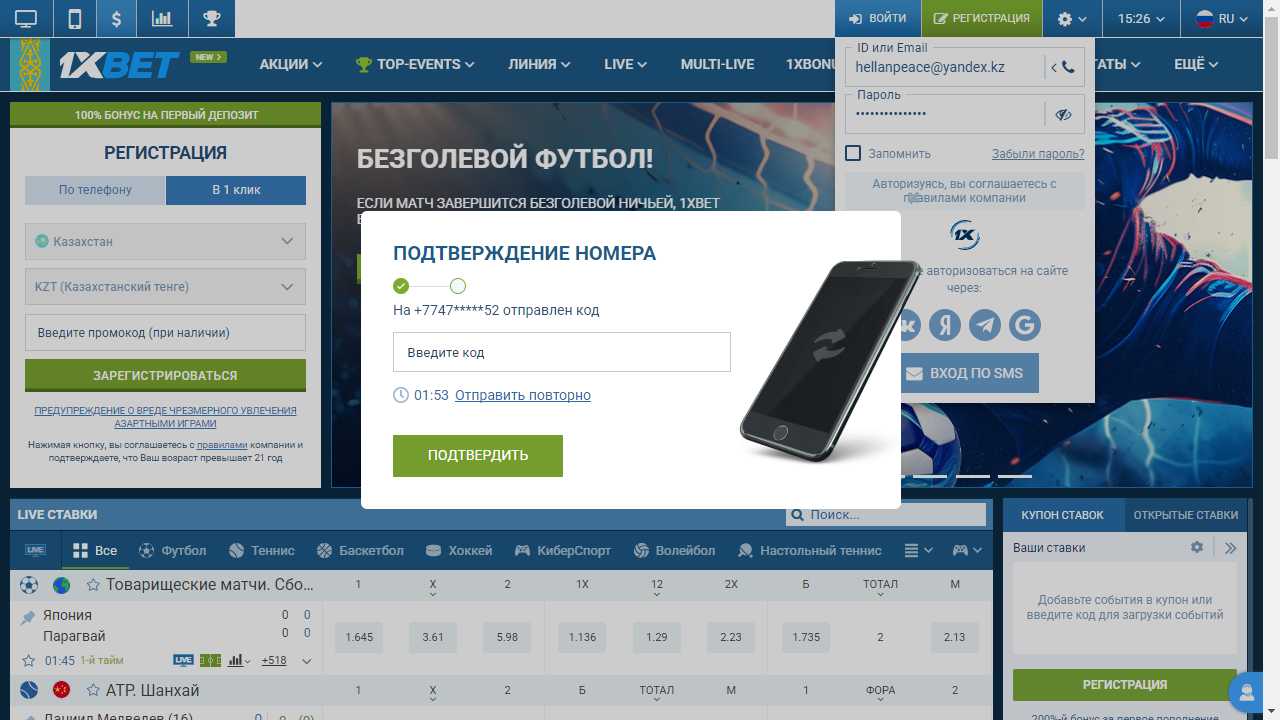 ВОЙТИ
РЕГИСТРАЦИЯ
15:26
RU
1XBET
NEW
АКЦИИ
TOP-EVENTS
ЛИНИЯ
LIVE
MULTI-LIVE
ЕЩЁ
ID или Email
hellanpeace@yandex.kz
Пароль
•••••••••••••••
Запомнить
Забыли пароль?
Авторизуясь, вы соглашаетесь с
правилами компании
1X
авторизоваться на сайте
через:
ВХОД ПО SMS
100% БОНУС НА ПЕРВЫЙ ДЕПОЗИТ
РЕГИСТРАЦИЯ
По телефону
В 1 клик
Казахстан
KZT (Казахстанский тенге)
Введите промокод (при наличии)
ЗАРЕГИСТРИРОВАТЬСЯ
ПРЕДУПРЕЖДЕНИЕ О ВРЕДЕ ЧРЕЗМЕРНОГО УВЛЕЧЕНИЯ
АЗАРТНЫМИ ИГРАМИ
Нажимая кнопку, вы соглашаетесь с правилами компании и
подтверждаете, что Ваш возраст превышает 21 год
БЕЗГОЛЕВОЙ ФУТБОЛ!
ЕСЛИ МАТЧ ЗАВЕРШИТСЯ БЕЗГОЛЕВОЙ НИЧЬЕЙ, 1XBET
ПОДТВЕРЖДЕНИЕ НОМЕРА
На +7747*****52 отправлен код
Введите код
01:53 Отправить повторно
ПОДТВЕРДИТЬ
LIVE СТАВКИ
Поиск...
LIVE
Все
Футбол
Теннис
Баскетбол
Хоккей
КиберСпорт
Волейбол
Настольный теннис
Товарищеские матчи. Сбо... 1 X 2 1X 12 2X Б ТОТАЛ М
Япония 0 0
Парагвай 0 0
1.645 3.61 5.98 1.136 1.29 2.23 1.735 2 2.13
01:45 1-й тайм LIVE +518
ATP. Шанхай 1 X 2 Б ТОТАЛ М 1 ФОРА 2
Даниил Медведев (16) 0 0 (0)
КУПОН СТАВОК
ОТКРЫТЫЕ СТАВКИ
Ваши ставки
Добавьте события в купон или
введите код для загрузки событий
РЕГИСТРАЦИЯ
200%-й бонус за первое пополнение